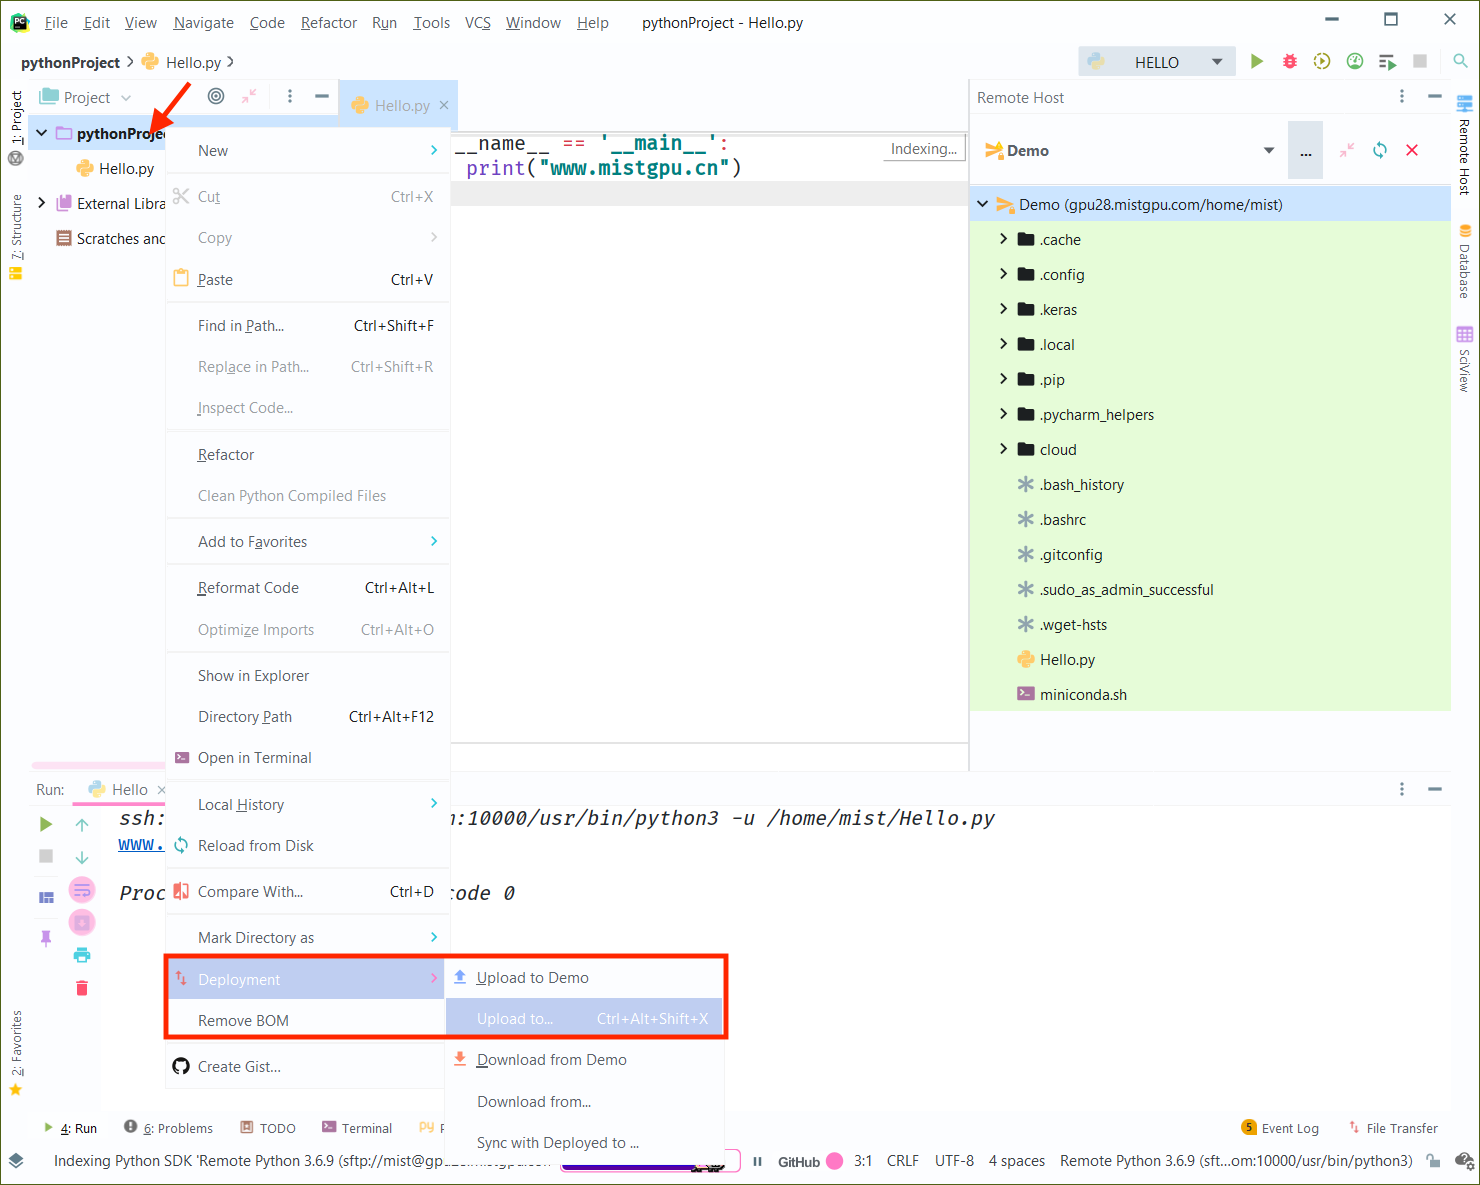 File Edit View Navigate Code Refactor Run Tools VCS Window Help pythonProject - Hello.py
pythonProject Hello.py HELLO
1: Project
7: Structure
2: Favorites
Project
pythonProje
Hello.py
External Libra
Scratches and
Hello.py
__name__ == '__main__':
print("www.mistgpu.cn")
Indexing...
New
Cut Ctrl+X
Copy
Paste Ctrl+V
Find in Path... Ctrl+Shift+F
Replace in Path... Ctrl+Shift+R
Inspect Code...
Refactor
Clean Python Compiled Files
Add to Favorites
Reformat Code Ctrl+Alt+L
Optimize Imports Ctrl+Alt+O
Show in Explorer
Directory Path Ctrl+Alt+F12
Open in Terminal
Local History
Reload from Disk
Compare With... Ctrl+D
Mark Directory as
Deployment
Remove BOM
Create Gist...
Upload to Demo
Upload to... Ctrl+Alt+Shift+X
Download from Demo
Download from...
Sync with Deployed to ...
Remote Host
Demo
...
Demo (gpu28.mistgpu.com/home/mist)
.cache
.config
.keras
.local
.pip
.pycharm_helpers
cloud
.bash_history
.bashrc
.gitconfig
.sudo_as_admin_successful
.wget-hsts
Hello.py
miniconda.sh
Remote Host
Database
SciView
Run: Hello
ssh: m:10000/usr/bin/python3 -u /home/mist/Hello.py
www.
Proc code 0
4: Run 6: Problems TODO Terminal P 5 Event Log File Transfer
Indexing Python SDK 'Remote Python 3.6.9 (sftp://mist@gpu28.mistgpu.com GitHub 3:1 CRLF UTF-8 4 spaces Remote Python 3.6.9 (sft...om:10000/usr/bin/python3)